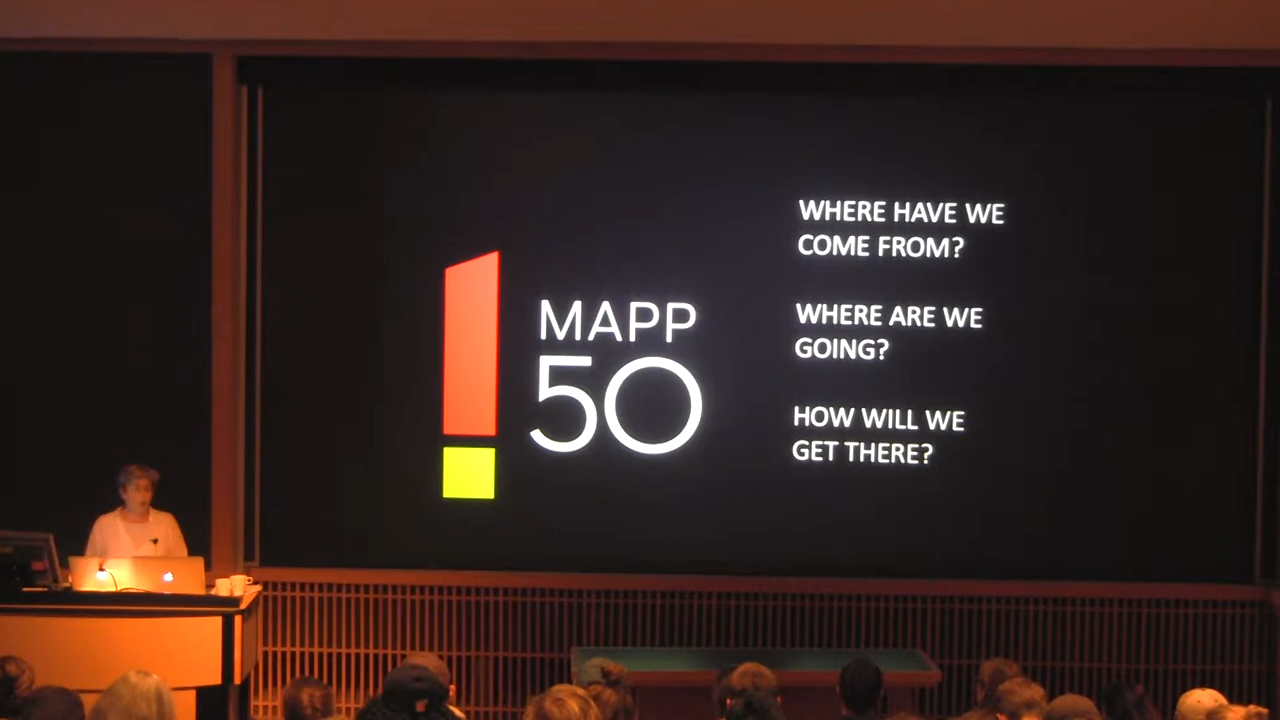 MAPP
50
WHERE HAVE WE
COME FROM?
WHERE ARE WE
GOING?
HOW WILL WE
GET THERE?